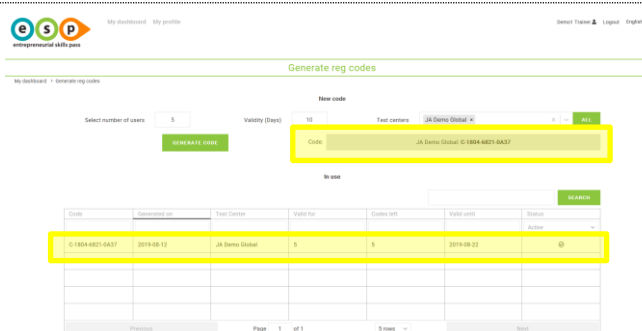 esp
entrepreneurial skills pass
My dashboard My profile
Demo1 Trainer Logout English
Generate reg codes
My dashboard > Generate reg codes
New code
Select number of users 5 Validity (Days) 10 Test centers JA Demo Global × × ALL
GENERATE CODE Code: JA Demo Global: C-1804-6821-0A37
In use
SEARCH
Code Generated on Test Center Valid for Codes left Valid until Status
Active
C-1804-6821-0A37 2019-08-12 JA Demo Global 5 5 2019-08-22
Previous Page 1 of 1 5 rows Next